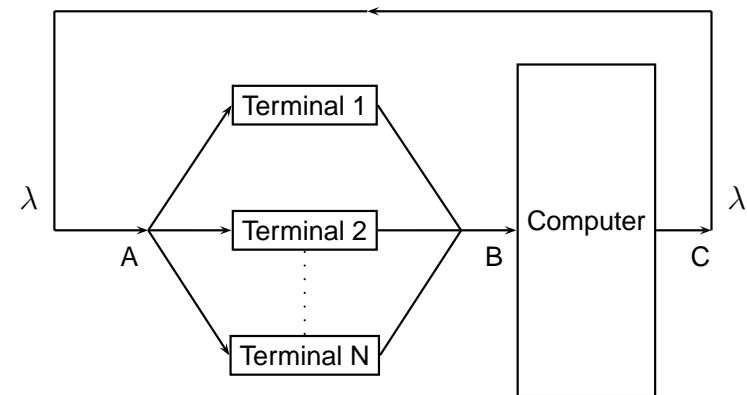 Terminal 1
λ
λ
Terminal 2
Computer
A
B
C
Terminal N